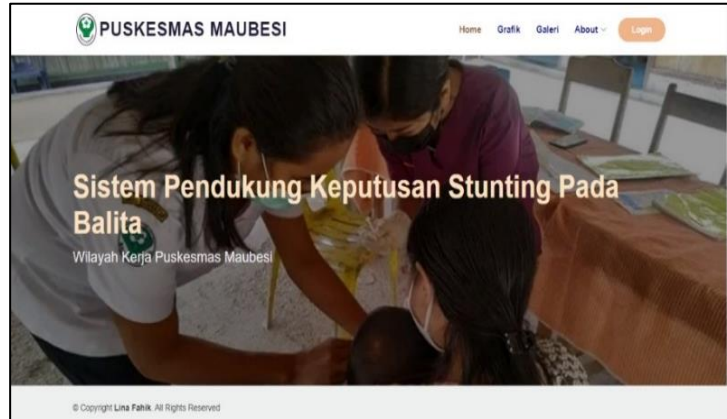 PUSKESMAS MAUBESI
Home Grafik Galeri About Login
Sistem Pendukung Keputusan Stunting Pada
Balita
Wilayah Kerja Puskesmas Maubesi
© Copyright Lina Fahik. All Rights Reserved